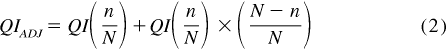 QI_{ADJ} = QI(n/N) + QI(n/N) × ((N − n)/N) (2)